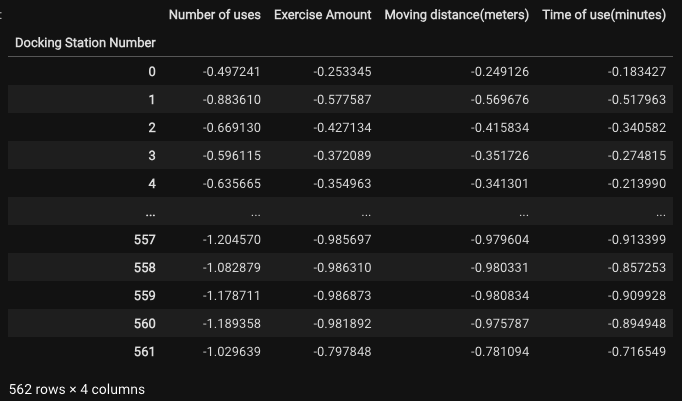 Number of uses Exercise Amount Moving distance(meters) Time of use(minutes)
Docking Station Number
0 -0.497241 -0.253345 -0.249126 -0.183427
1 -0.883610 -0.577587 -0.569676 -0.517963
2 -0.669130 -0.427134 -0.415834 -0.340582
3 -0.596115 -0.372089 -0.351726 -0.274815
4 -0.635665 -0.354963 -0.341301 -0.213990
... ... ... ... ...
557 -1.204570 -0.985697 -0.979604 -0.913399
558 -1.082879 -0.986310 -0.980331 -0.857253
559 -1.178711 -0.986873 -0.980834 -0.909928
560 -1.189358 -0.981892 -0.975787 -0.894948
561 -1.029639 -0.797848 -0.781094 -0.716549
562 rows × 4 columns